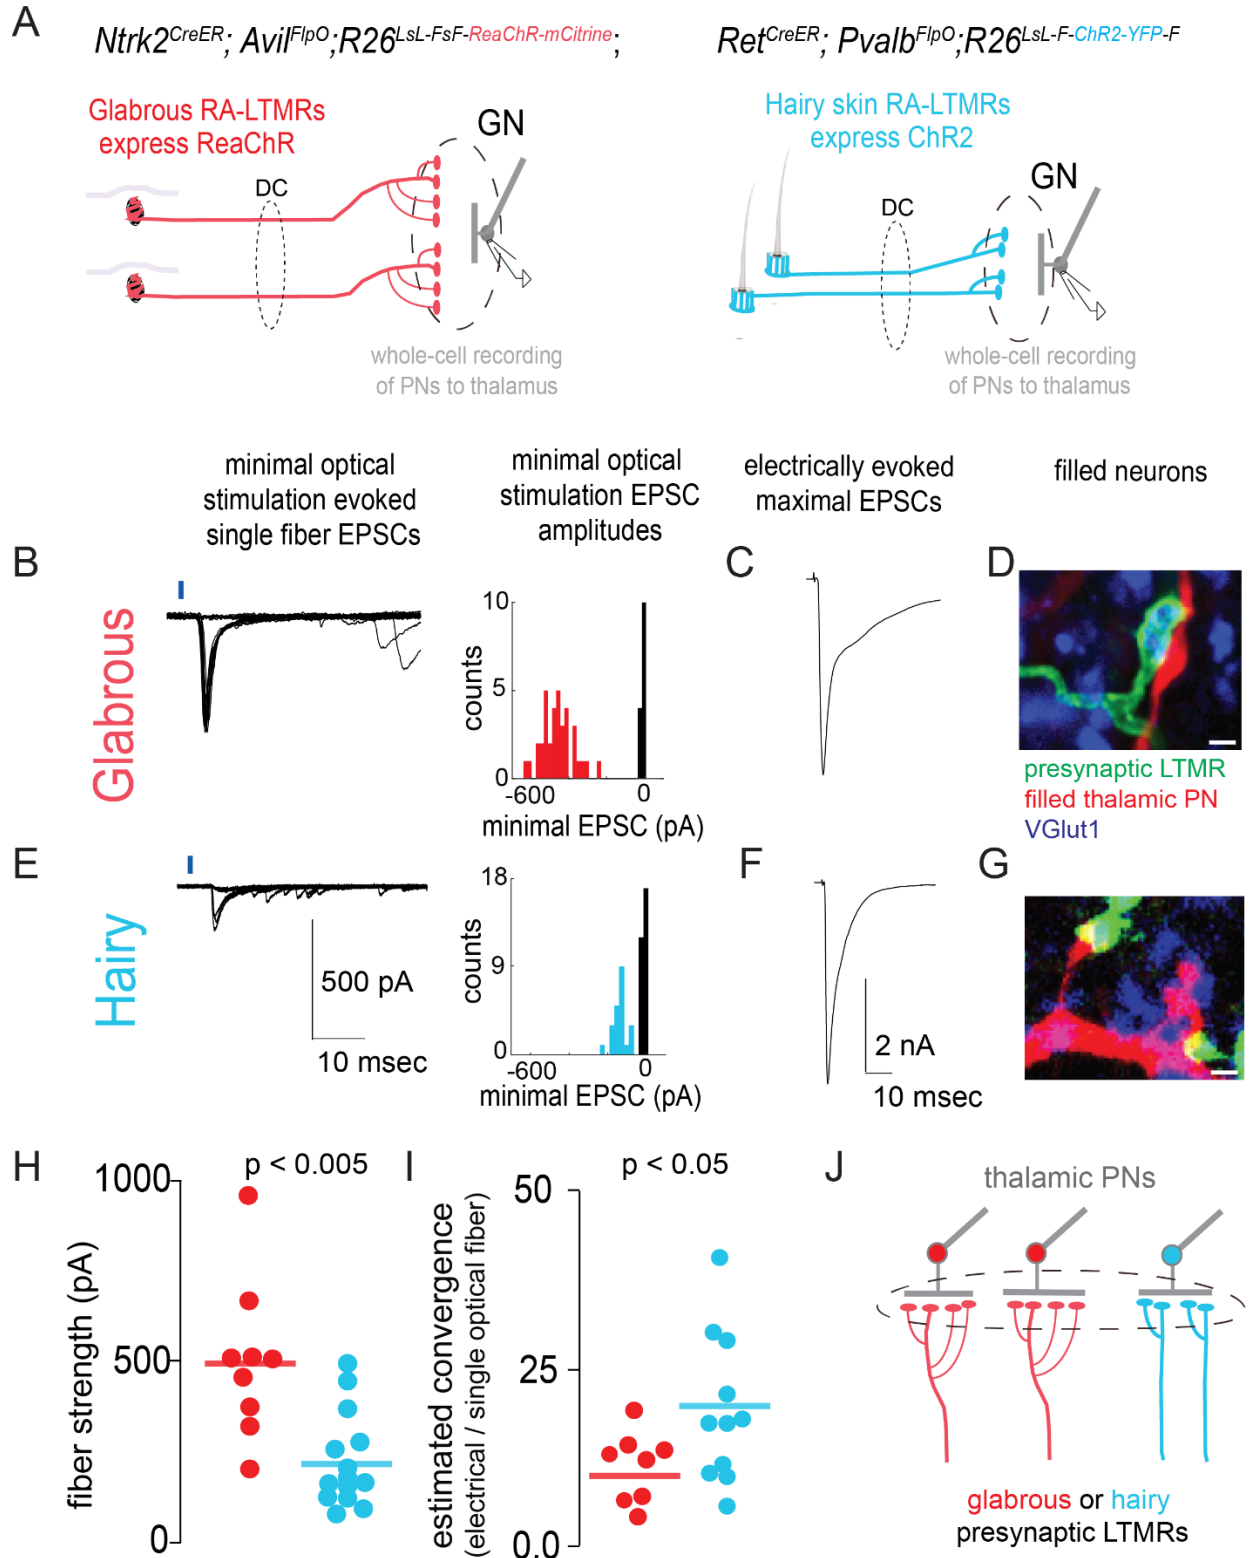 A
Ntrk2CreER; AvilFlpO;R26LsL-FsF-ReaChR-mCitrine;
RetCreER; PvalbFlpO;R26LsL-F-ChR2-YFP-F
Glabrous RA-LTMRs
express ReaChR
GN
DC
whole-cell recording
of PNs to thalamus
Hairy skin RA-LTMRs
express ChR2
GN
DC
whole-cell recording
of PNs to thalamus
minimal optical
stimulation evoked
single fiber EPSCs
minimal optical
stimulation EPSC
amplitudes
electrically evoked
maximal EPSCs
filled neurons
B
Glabrous
10
5
0
counts
-600
0
minimal EPSC (pA)
C
D
presynaptic LTMR
filled thalamic PN
VGlut1
E
Hairy
500 pA
10 msec
18
9
0
counts
-600
0
minimal EPSC (pA)
F
2 nA
10 msec
G
H
p < 0.005
1000
500
0
fiber strength (pA)
I
p < 0.05
50
25
0.0
estimated convergence
(electrical / single optical fiber)
J
thalamic PNs
glabrous or hairy
presynaptic LTMRs